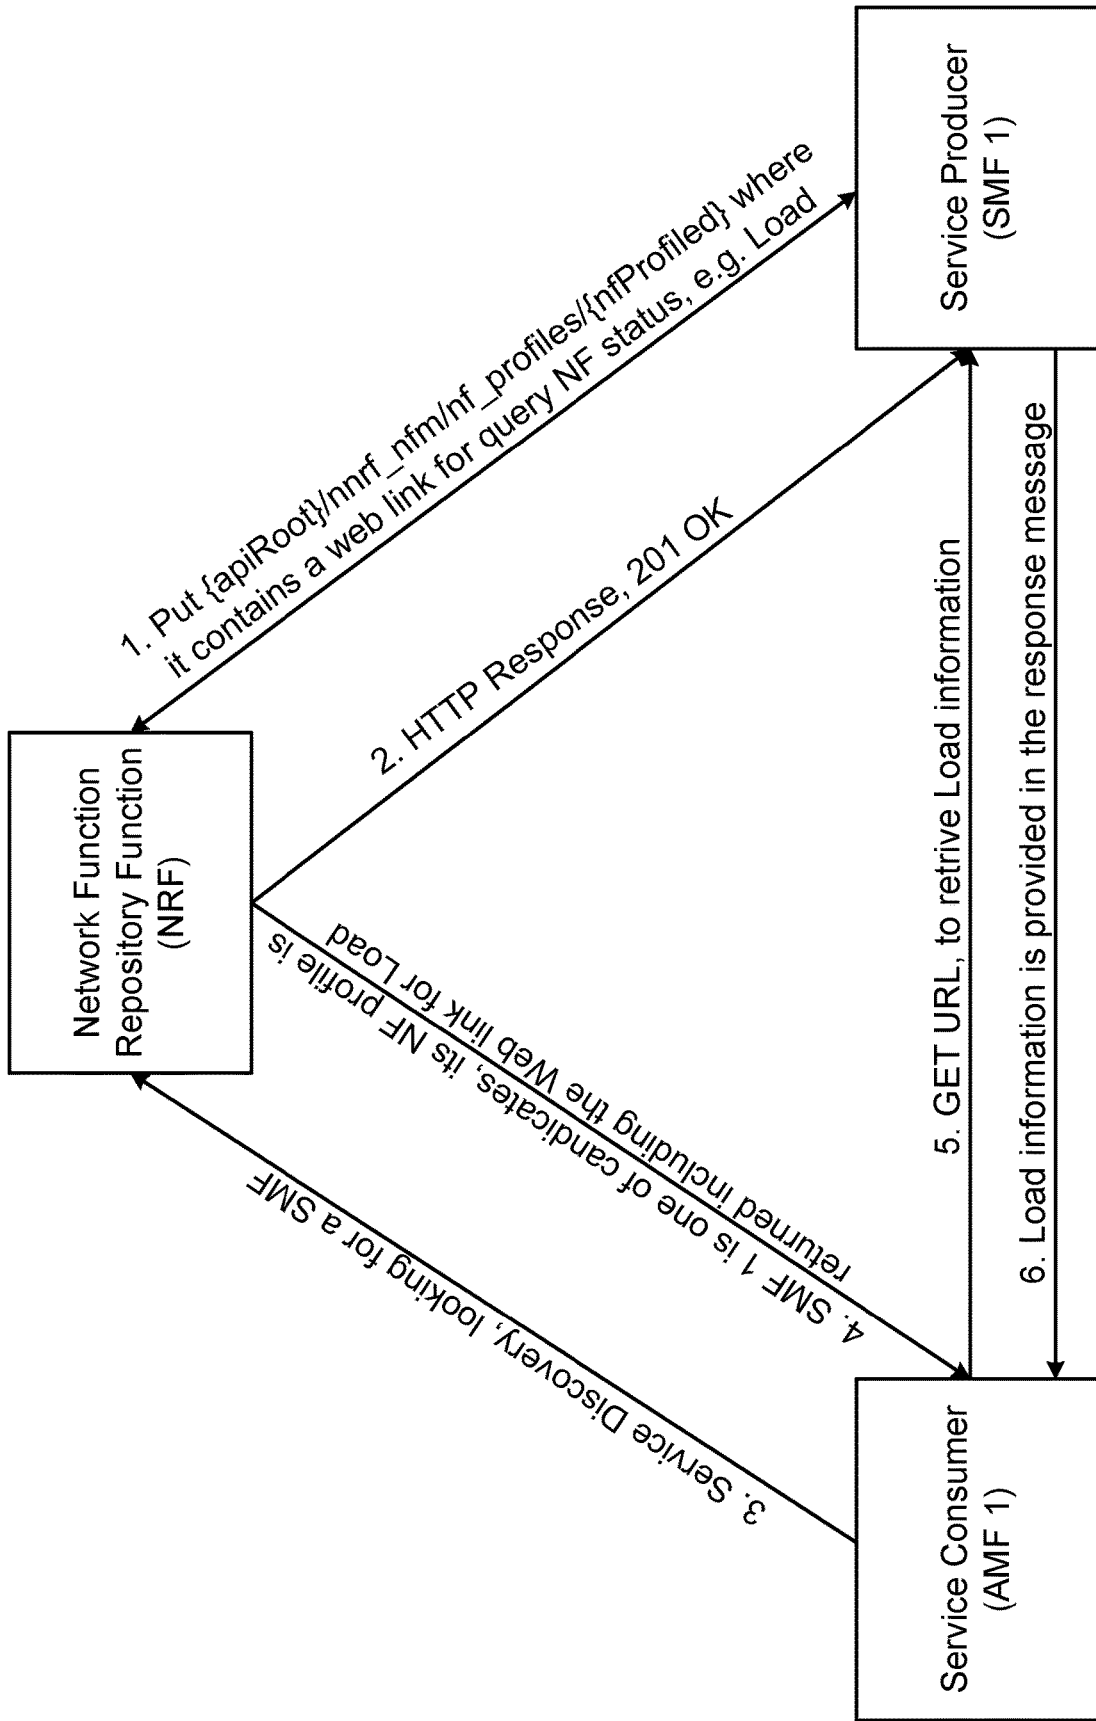 Network Function
Repository Function
(NRF)
1. Put {apiRoot}/nnrf_nfm/nf_profiles/{nfProfiled} where
it contains a web link for query NF status, e.g. Load
2. HTTP Response, 201 OK
3. Service Discovery, looking for a SMF
4. SMF 1 is one of candicates, its NF profile is
returned including the Web link for Load
5. GET URL, to retrive Load information
6. Load information is provided in the response message
Service Consumer
(AMF 1)
Service Producer
(SMF 1)